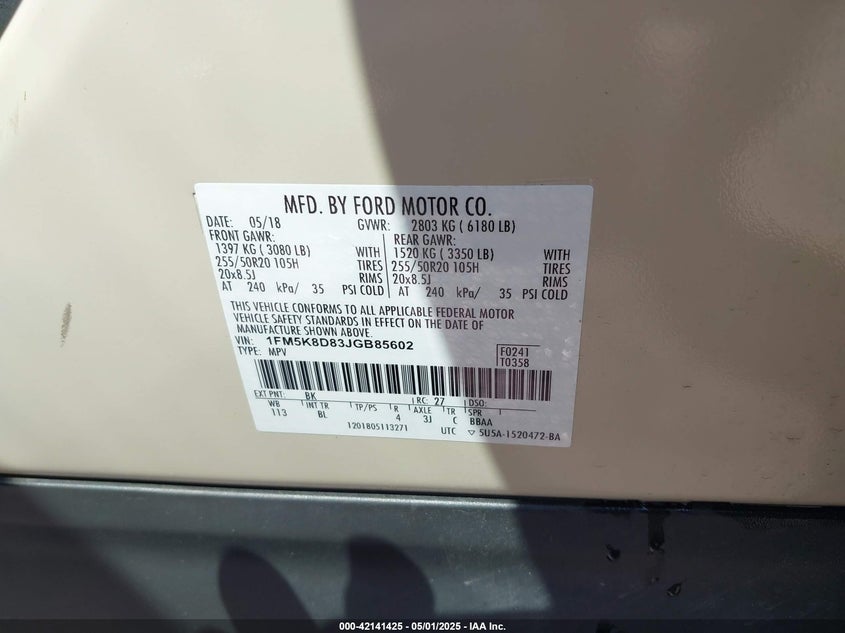 MFD. BY FORD MOTOR CO.
DATE: 05/18 GVWR: 2803 KG ( 6180 LB)
FRONT GAWR: REAR GAWR:
1397 KG ( 3080 LB) WITH 1520 KG ( 3350 LB) WITH
255/50R20 105H TIRES 255/50R20 105H TIRES
20x8.5J RIMS 20x8.5J RIMS
AT 240 kPa/ 35 PSI COLD AT 240 kPa/ 35 PSI COLD
THIS VEHICLE CONFORMS TO ALL APPLICABLE FEDERAL MOTOR
VEHICLE SAFETY STANDARDS IN EFFECT ON THE DATE OF
MANUFACTURE SHOWN ABOVE.
VIN: 1FM5K8D83JGB85602 F0241
TYPE: MPV T0358
EXT PNT: BK RC: 27 DSO:
WB INT TR TP/PS R AXLE TR SPR
113 BL 4 3J C BBAA
1201805113271 UTC ▽ 5U5A-1520472-BA
000-42141425 - 05/01/2025 - IAA Inc.